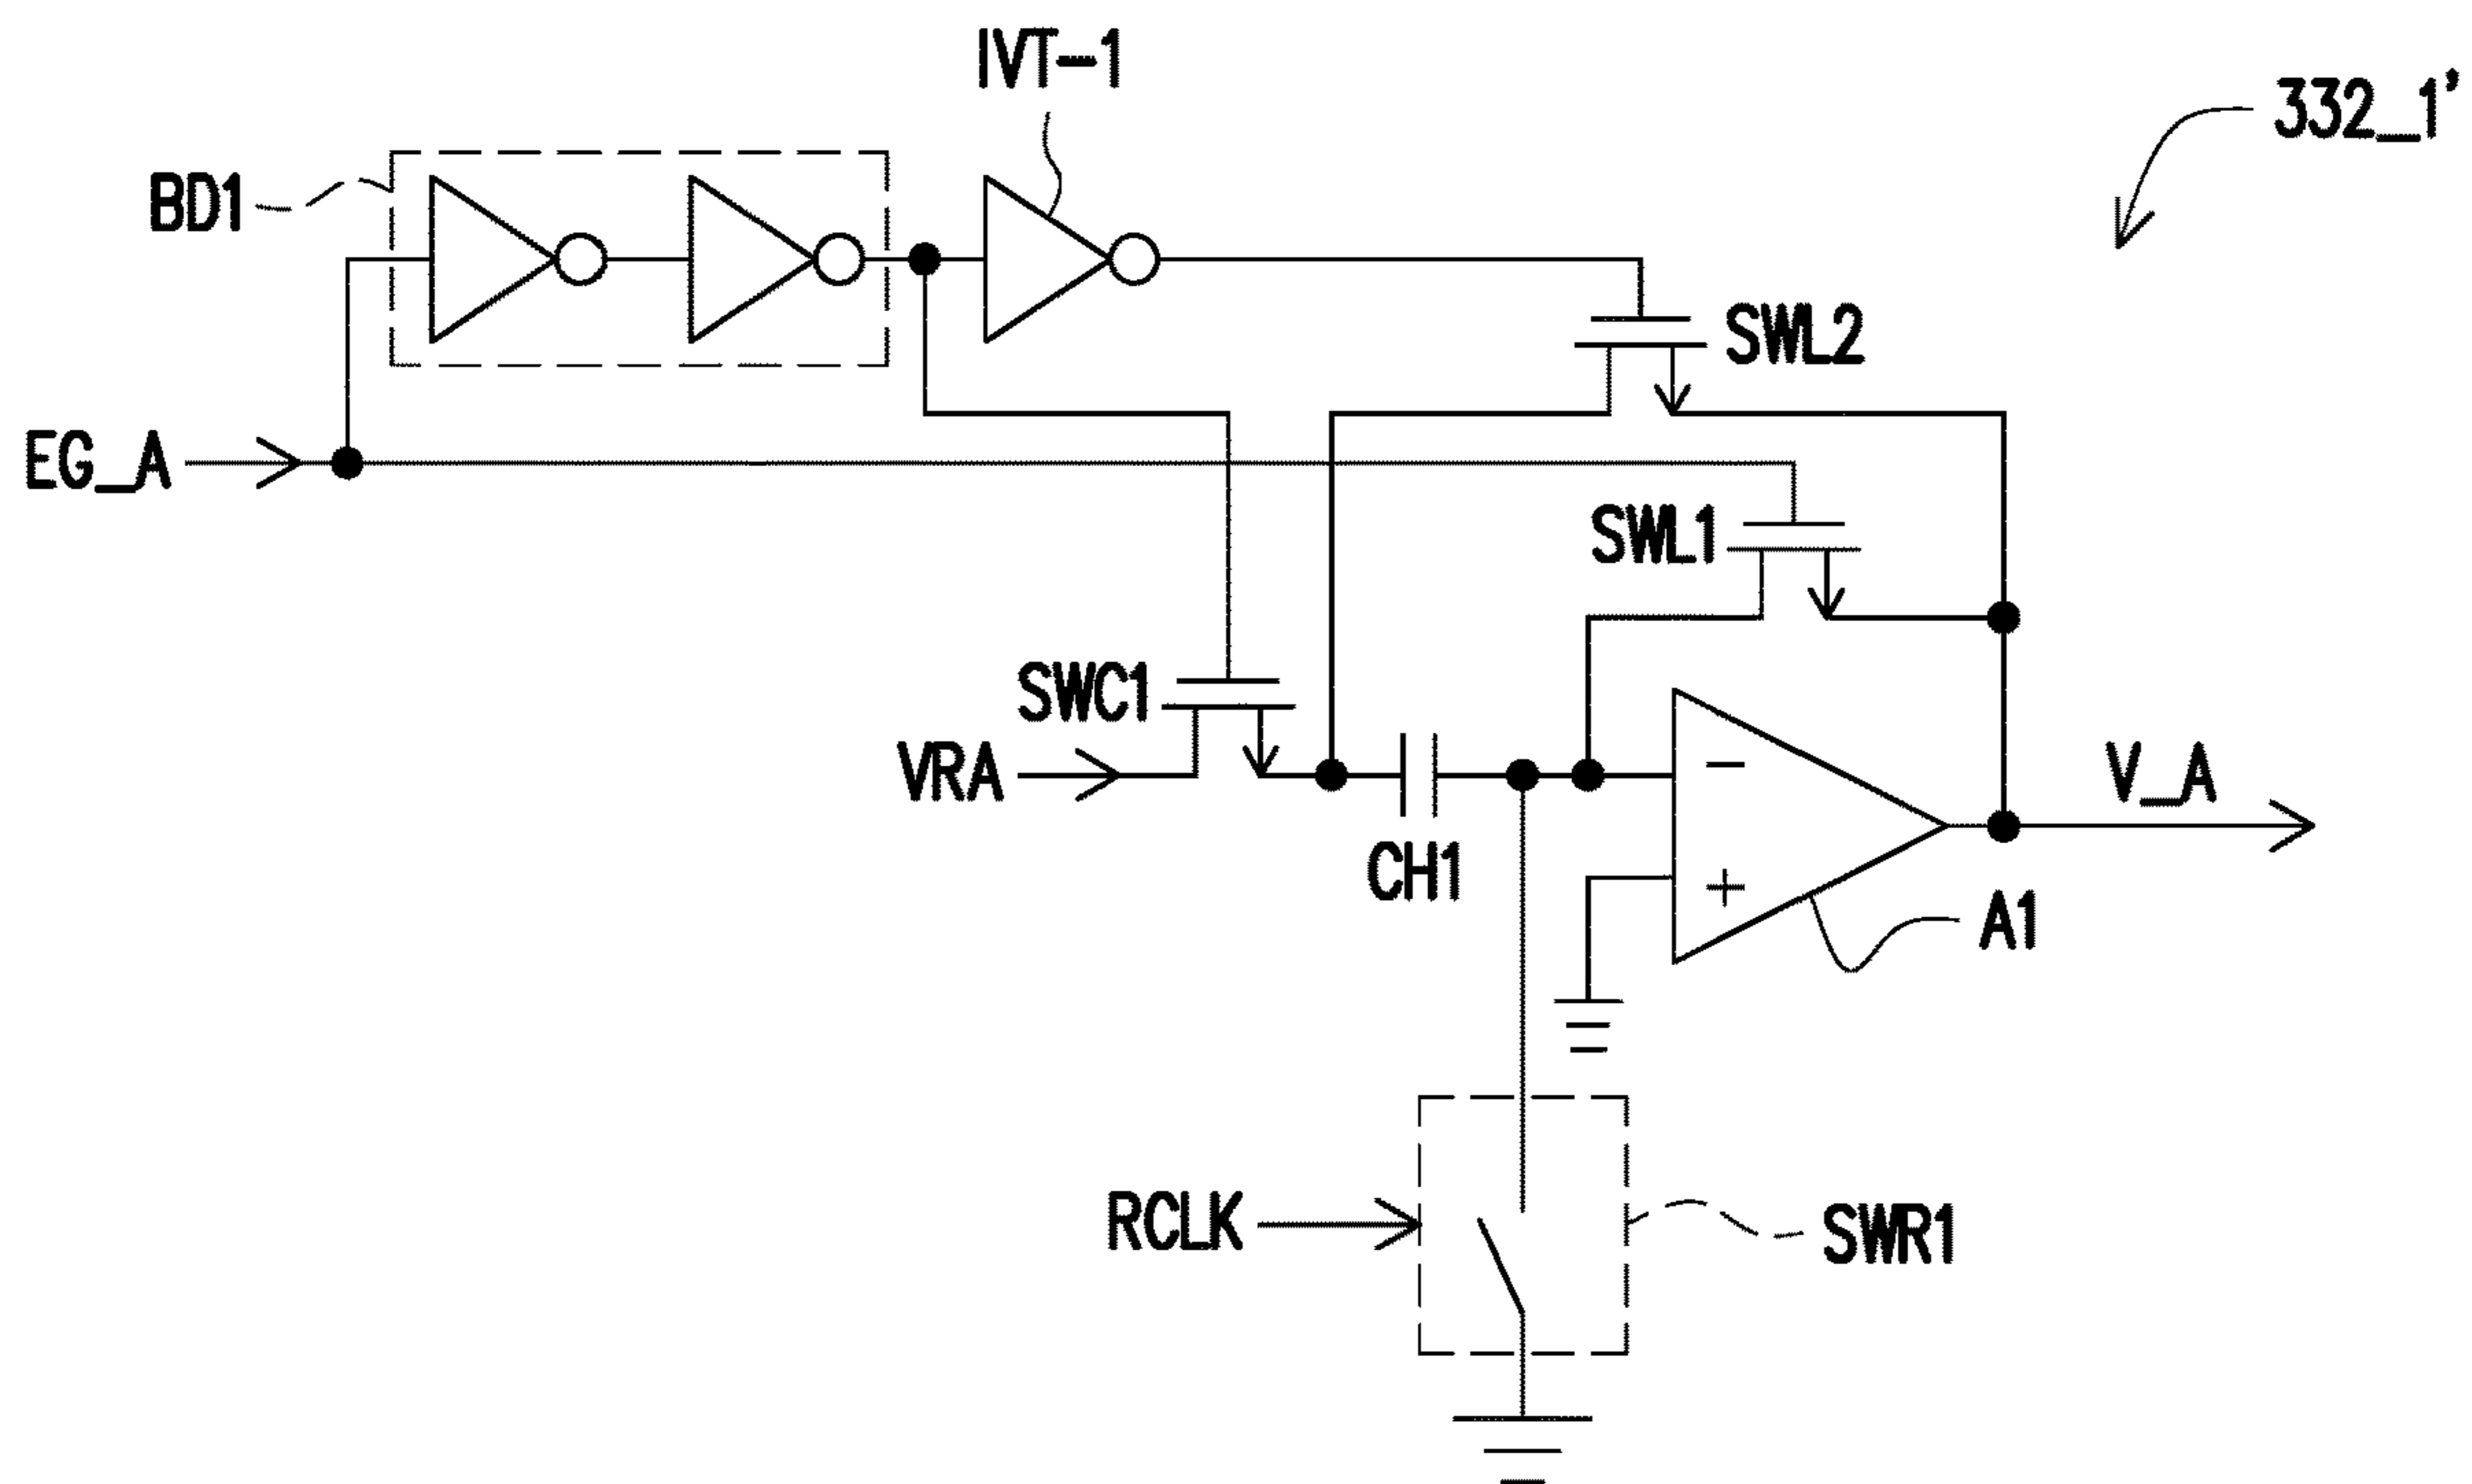 IVT-1
332_1'
BD1
SWL2
EG_A
SWL1
SWC1
VRA
V_A
−
CH1
+
A1
RCLK
SWR1